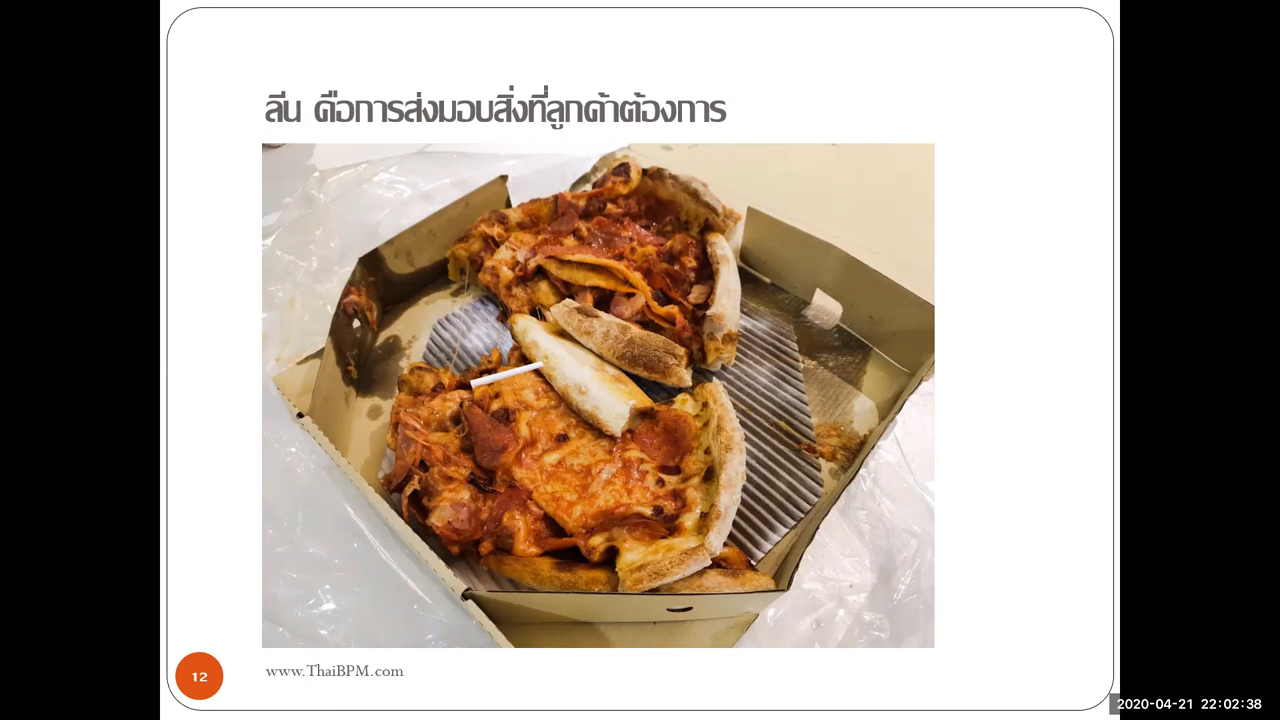 ลีน คือการส่งมอบสิ่งที่ลูกค้าต้องการ
12
www.ThaiBPM.com
2020-04-21 22:02:38